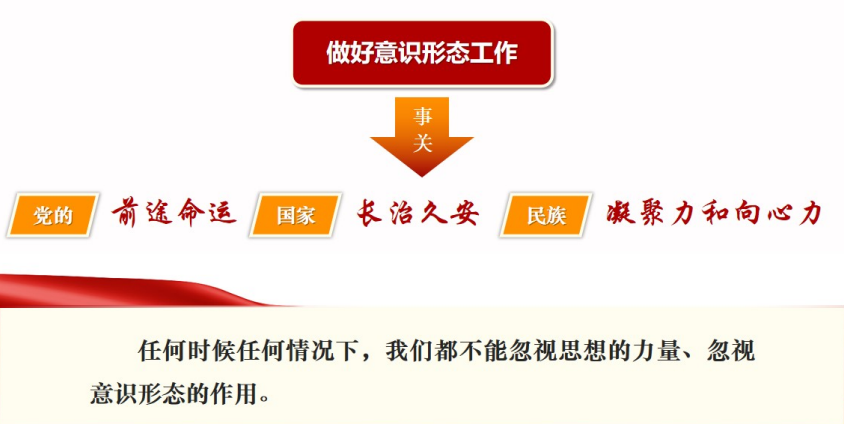 做好意识形态工作
事
关
党的 前途命运 国家 长治久安 民族 凝聚力和向心力
任何时候任何情况下，我们都不能忽视思想的力量、忽视
意识形态的作用。